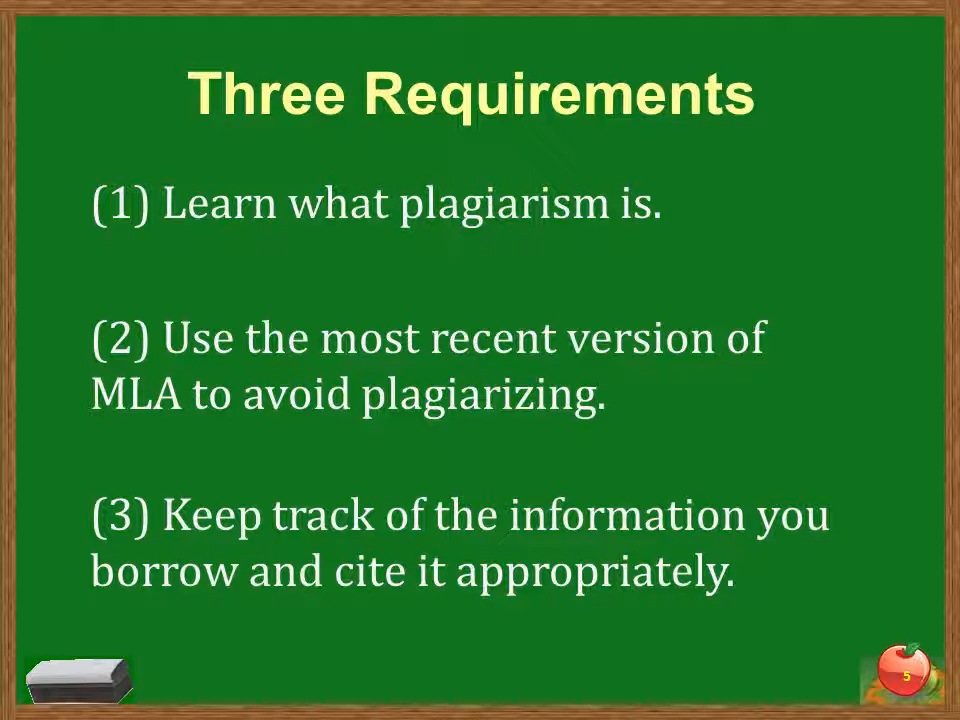 Three Requirements
(1) Learn what plagiarism is.
(2) Use the most recent version of
MLA to avoid plagiarizing.
(3) Keep track of the information you
borrow and cite it appropriately.
5